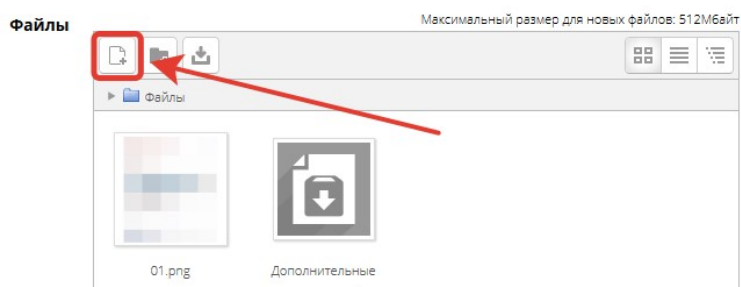 Максимальный размер для новых файлов: 512Мбайт
Файлы
Файлы
01.png
Дополнительные